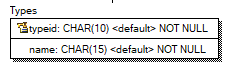 Types
typeid: CHAR(10) <default> NOT NULL
name: CHAR(15) <default> NOT NULL